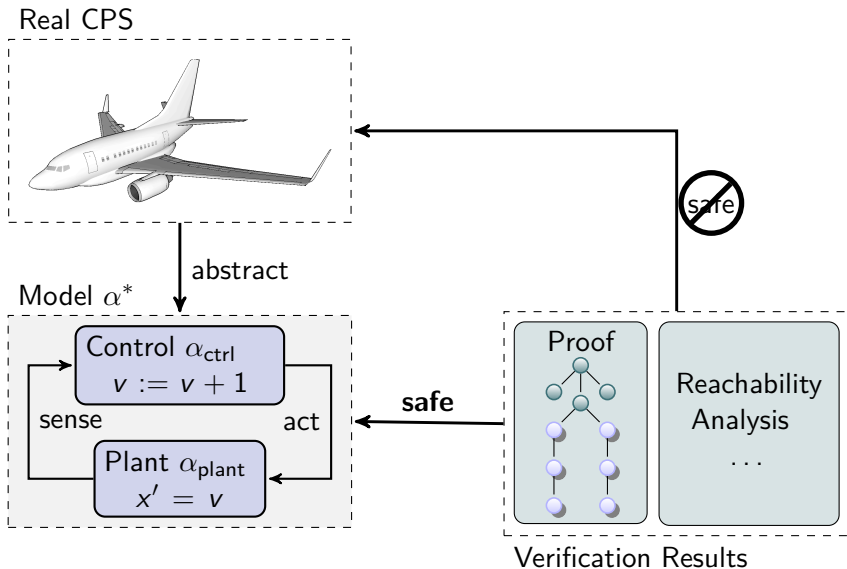 Real CPS
safe
abstract
Model α*
Control α_ctrl
v := v + 1
sense
act
Plant α_plant
x′ = v
safe
Proof
Reachability
Analysis
...
Verification Results